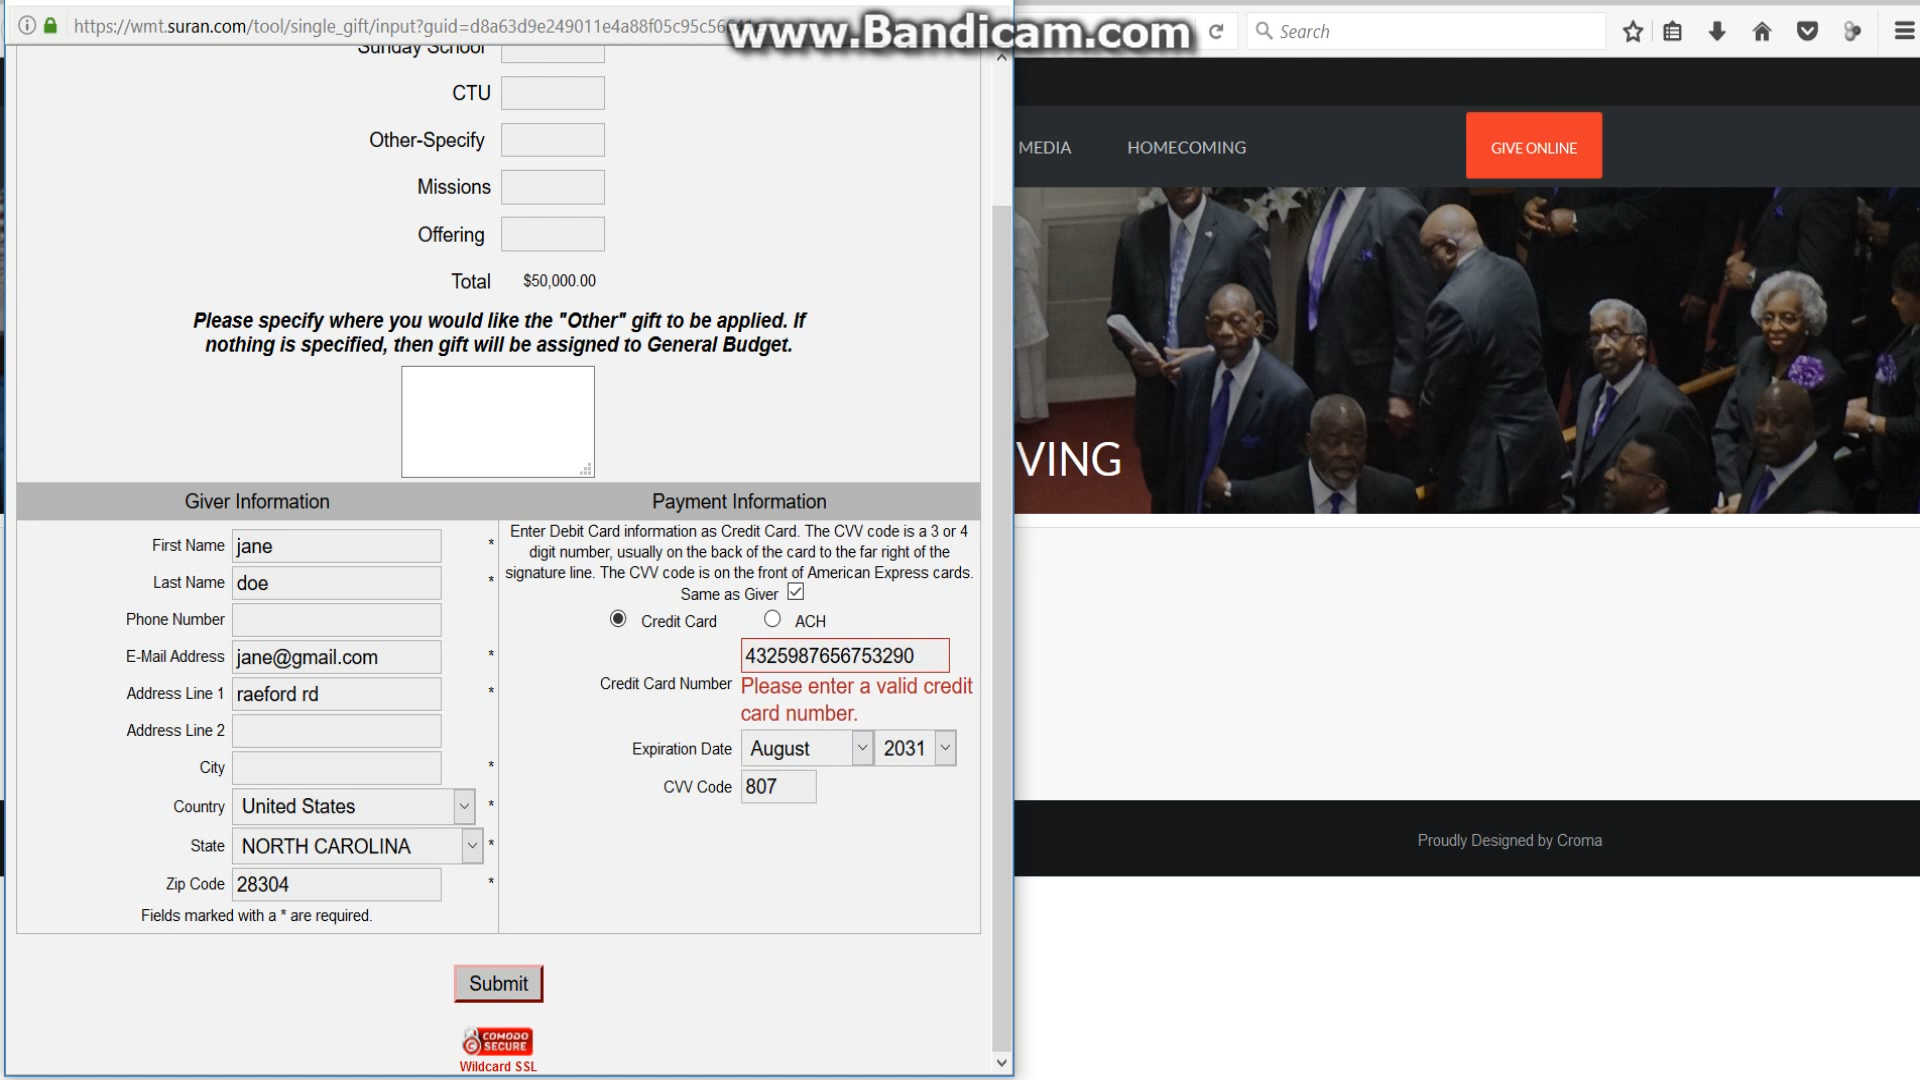 https://wmt.suran.com/tool/single_gift/input?guid=d8a63d9e249011e4a88f05c95c56
www.Bandicam.com
Search
Sunday School
CTU
Other-Specify
Missions
Offering
Total $50,000.00
Please specify where you would like the "Other" gift to be applied. If
nothing is specified, then gift will be assigned to General Budget.
Giver Information
First Name jane *
Last Name doe *
Phone Number
E-Mail Address jane@gmail.com *
Address Line 1 raeford rd *
Address Line 2
City *
Country United States *
State NORTH CAROLINA *
Zip Code 28304 *
Fields marked with a * are required.
Payment Information
Enter Debit Card information as Credit Card. The CVV code is a 3 or 4
digit number, usually on the back of the card to the far right of the
signature line. The CVV code is on the front of American Express cards.
Same as Giver
Credit Card ACH
4325987656753290
Credit Card Number Please enter a valid credit
card number.
Expiration Date August 2031
CVV Code 807
Submit
COMODO
SECURE
Wildcard SSL
MEDIA HOMECOMING GIVE ONLINE
VING
Proudly Designed by Croma